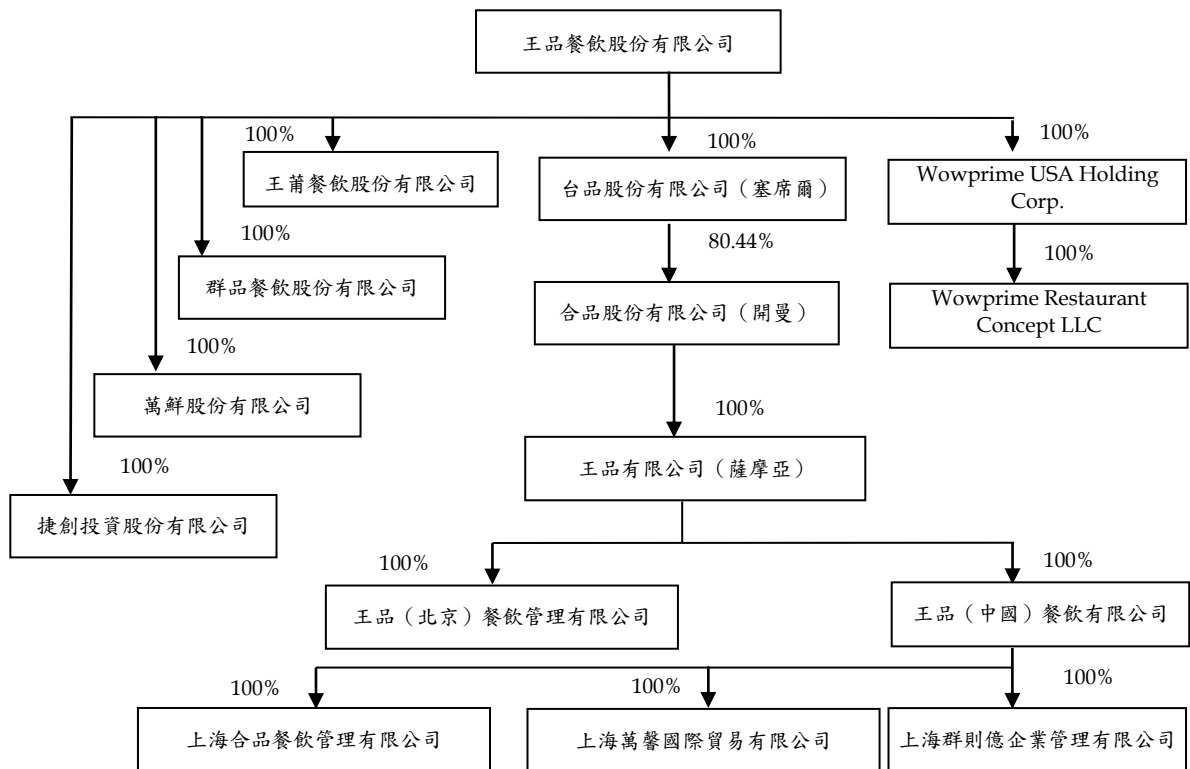 王品餐飲股份有限公司
100%
100%
100%
王莆餐飲股份有限公司
台品股份有限公司（塞席爾）
Wowprime USA Holding
Corp.
100%
80.44%
100%
群品餐飲股份有限公司
合品股份有限公司（開曼）
Wowprime Restaurant
Concept LLC
100%
萬鮮股份有限公司
100%
100%
王品有限公司（薩摩亞）
捷創投資股份有限公司
100%
100%
王品（北京）餐飲管理有限公司
王品（中國）餐飲有限公司
100%
100%
100%
上海合品餐飲管理有限公司
上海萬馨國際貿易有限公司
上海群則億企業管理有限公司